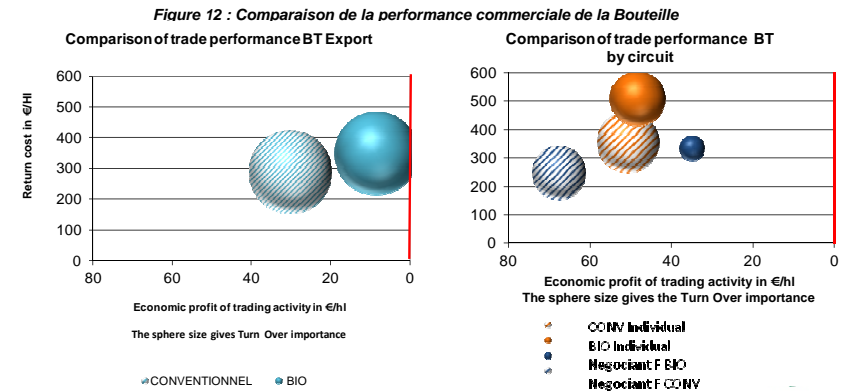 Figure 12 : Comparaison de la performance commerciale de la Bouteille
Comparison of trade performance BT Export
600
500
400
300
200
100
0
Return cost in €/Hl
80 60 40 20 0
Economic profit of trading activity in €/hl
The sphere size gives Turn Over importance
CONVENTIONNEL BIO
Comparison of trade performance BT
by circuit
600
500
400
300
200
100
0
80 60 40 20 0
Economic profit of trading activity in €/hl
The sphere size gives the Turn Over importance
CONV Individual
BIO Individual
Negociant F BIO
Negociant F CONV